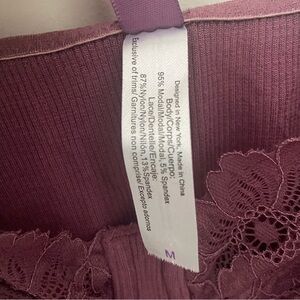 Designed in New York, Made in China
Body/Corps/Cuerpo:
95% Modal/Modal/Modal, 5% Spandex
Lace/Dentelle/Encaje:
87%Nylon/Nylon/Nilón,13%Spandex
Exclusive of trims/ Garnitures non comprise/ Excepto adornos
M